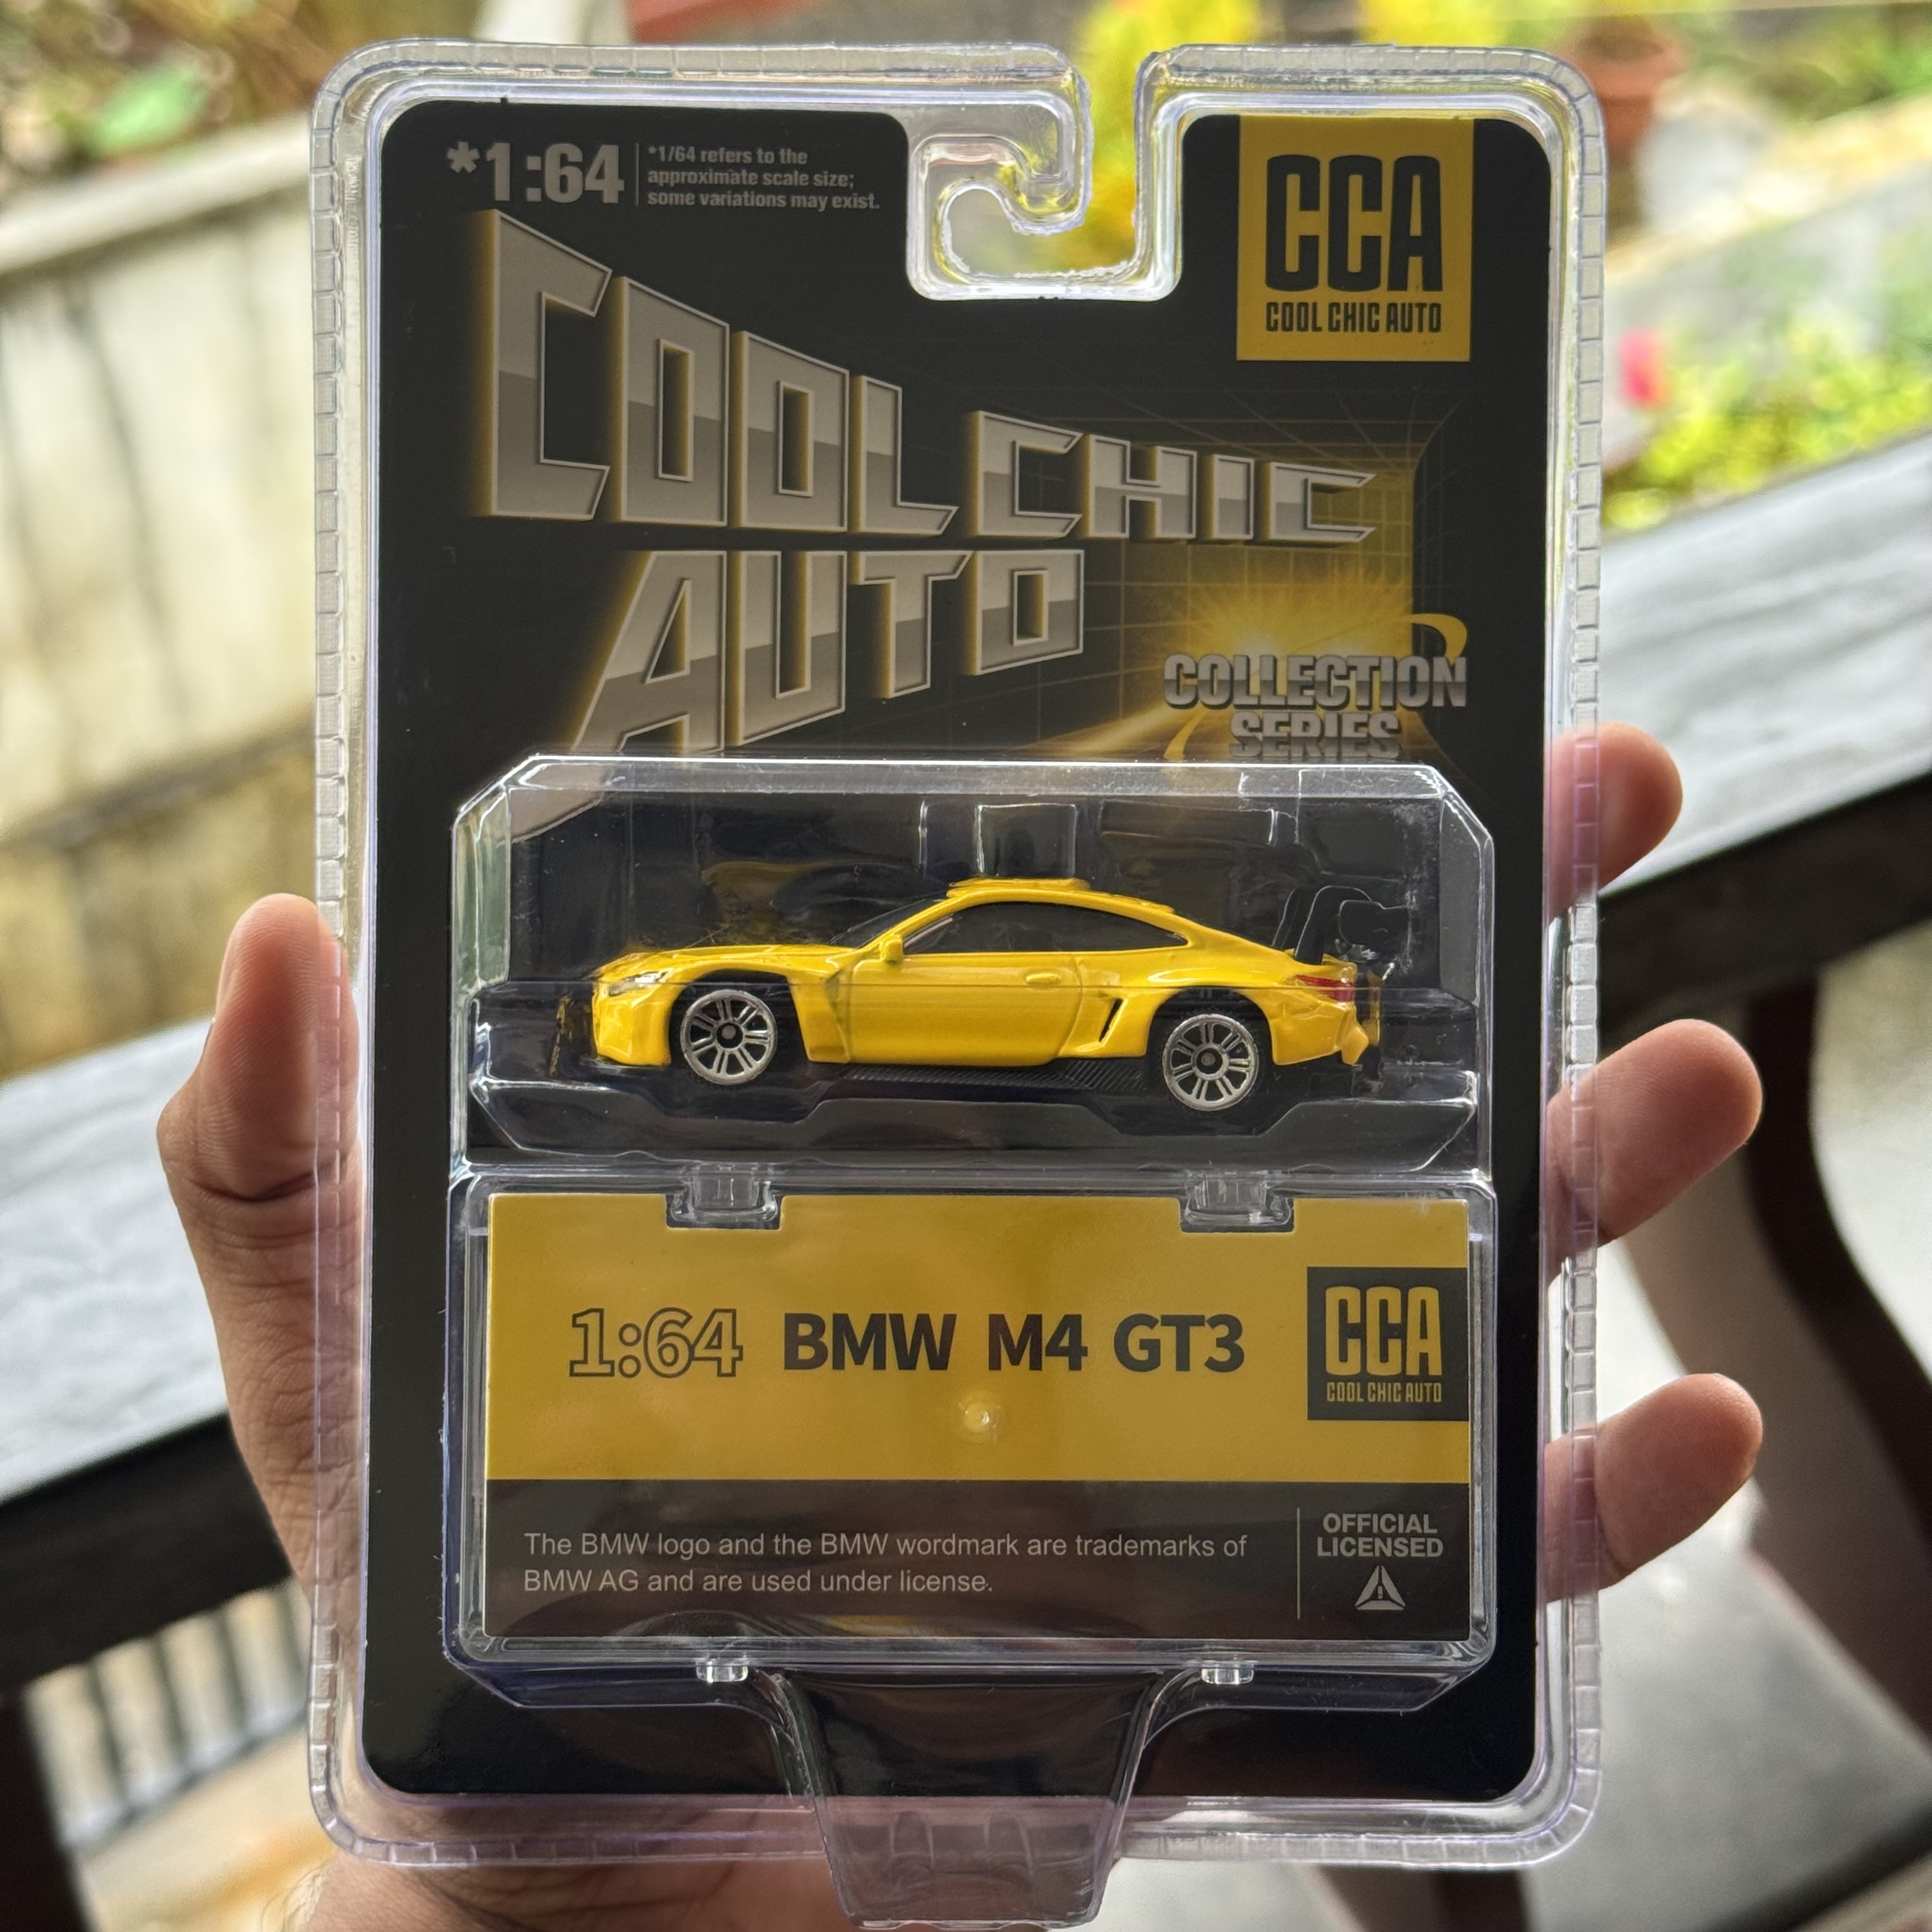 *1:64
*1/64 refers to the
approximate scale size;
some variations may exist.
CCA
COOL CHIC AUTO
COOL CHIC
AUTO
COLLECTION
SERIES
1:64 BMW M4 GT3
CCA
COOL CHIC AUTO
The BMW logo and the BMW wordmark are trademarks of
BMW AG and are used under license.
OFFICIAL
LICENSED